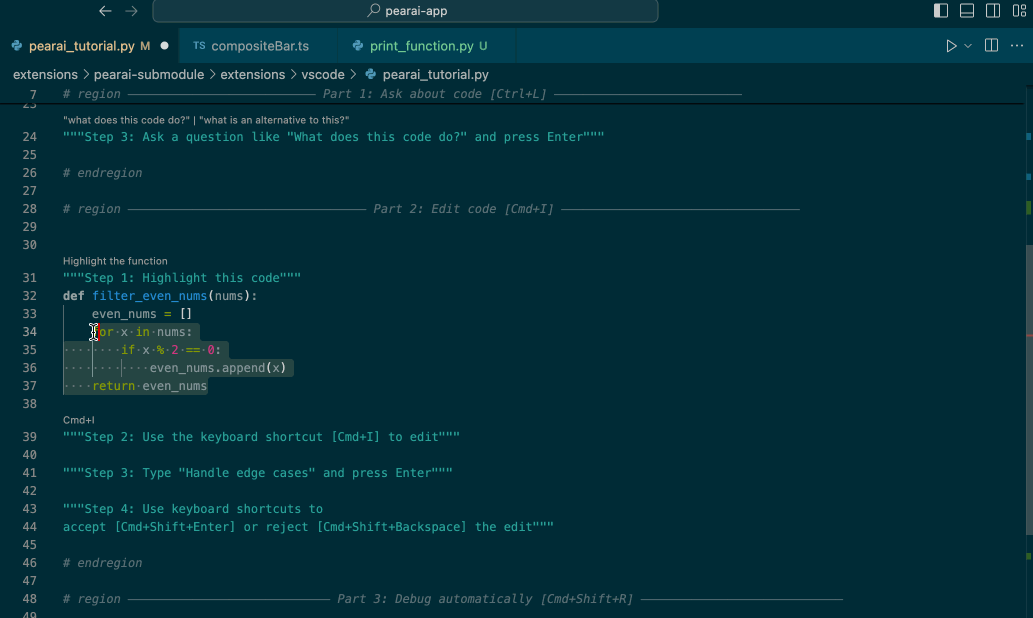 pearai-app
pearai_tutorial.py M TS compositeBar.ts print_function.py U
extensions > pearai-submodule > extensions > vscode > pearai_tutorial.py
7 # region —————————— Part 1: Ask about code [Ctrl+L] ——————————
23
"what does this code do?" | "what is an alternative to this?"
24 """Step 3: Ask a question like "What does this code do?" and press Enter"""
25
26 # endregion
27
28 # region —————————— Part 2: Edit code [Cmd+I] ——————————
29
30
Highlight the function
31 """Step 1: Highlight this code"""
32 def filter_even_nums(nums):
33 even_nums = []
34 for x in nums:
35 if x % 2 == 0:
36 even_nums.append(x)
37 return even_nums
38
Cmd+I
39 """Step 2: Use the keyboard shortcut [Cmd+I] to edit"""
40
41 """Step 3: Type "Handle edge cases" and press Enter"""
42
43 """Step 4: Use keyboard shortcuts to
44 accept [Cmd+Shift+Enter] or reject [Cmd+Shift+Backspace] the edit"""
45
46 # endregion
47
48 # region —————————— Part 3: Debug automatically [Cmd+Shift+R] ——————————
49